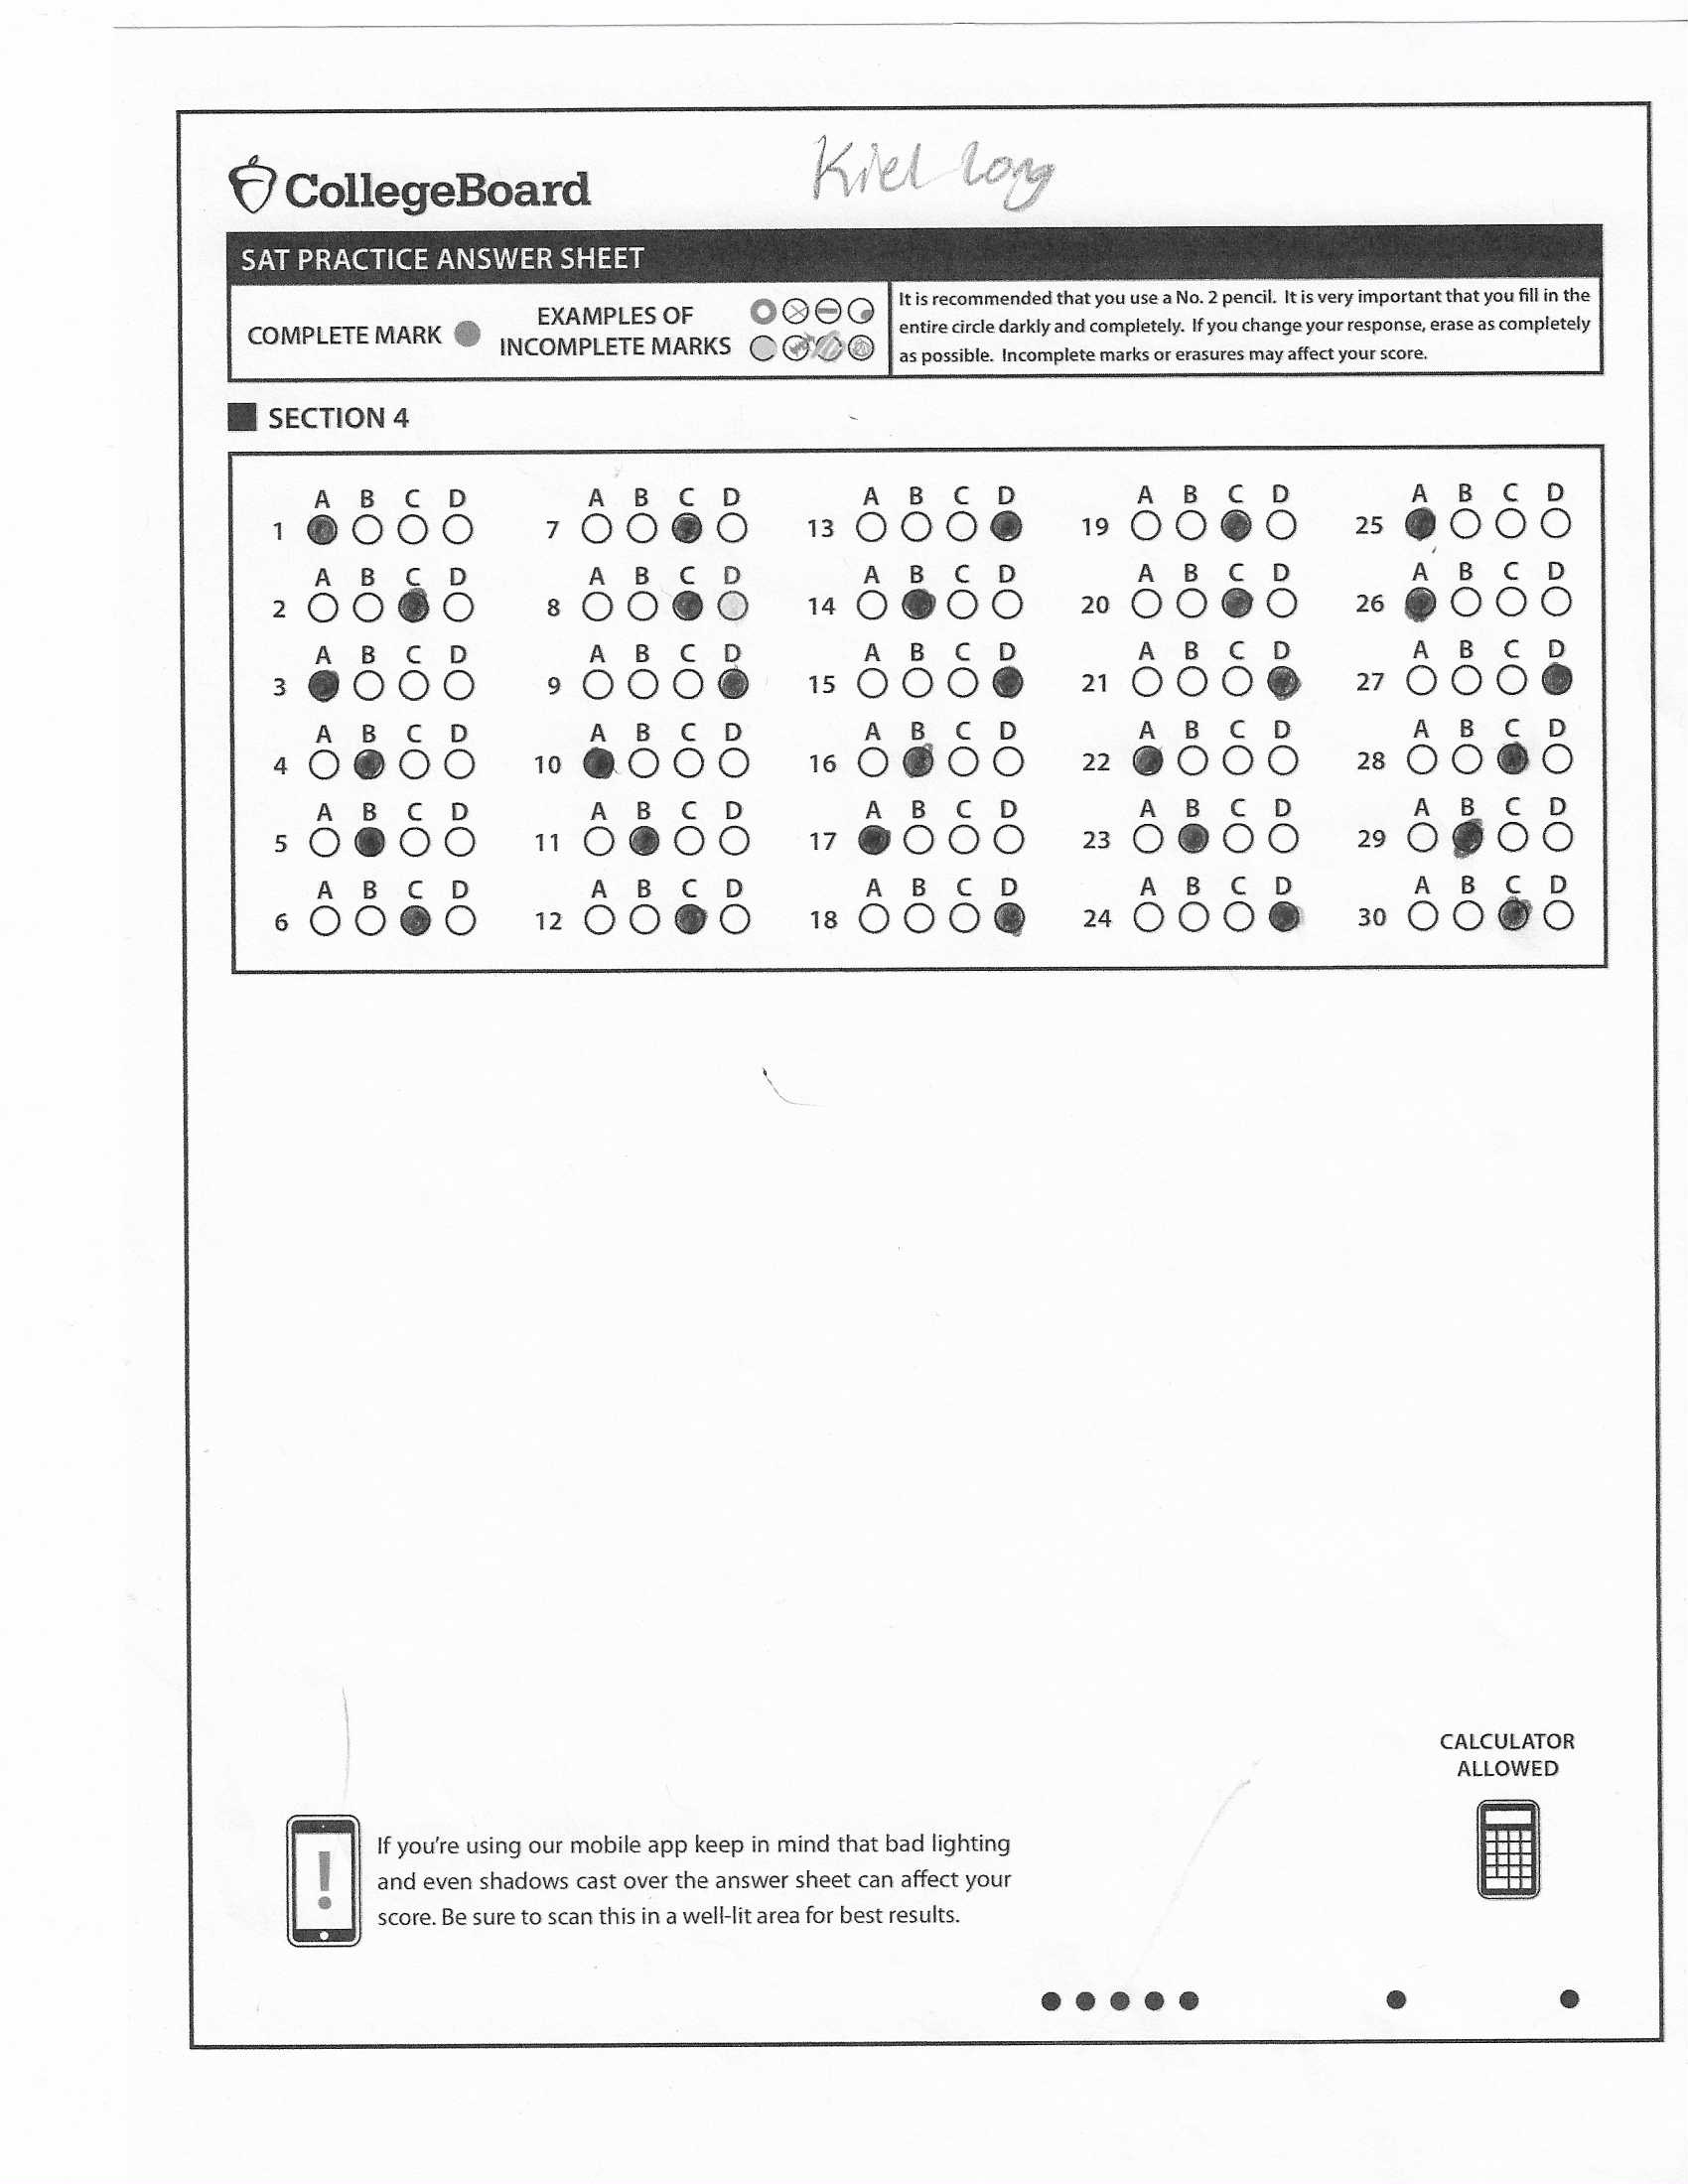 Kiel Long
CollegeBoard
SAT PRACTICE ANSWER SHEET
COMPLETE MARK
EXAMPLES OF
INCOMPLETE MARKS
It is recommended that you use a No. 2 pencil. It is very important that you fill in the
entire circle darkly and completely. If you change your response, erase as completely
as possible. Incomplete marks or erasures may affect your score.
SECTION 4
A B C D A B C D A B C D A B C D A B C D
1 7 13 19 25
A B C D A B C D A B C D A B C D A B C D
2 8 14 20 26
A B C D A B C D A B C D A B C D A B C D
3 9 15 21 27
A B C D A B C D A B C D A B C D A B C D
4 10 16 22 28
A B C D A B C D A B C D A B C D A B C D
5 11 17 23 29
A B C D A B C D A B C D A B C D A B C D
6 12 18 24 30
CALCULATOR
ALLOWED
If you're using our mobile app keep in mind that bad lighting
and even shadows cast over the answer sheet can affect your
score. Be sure to scan this in a well-lit area for best results.